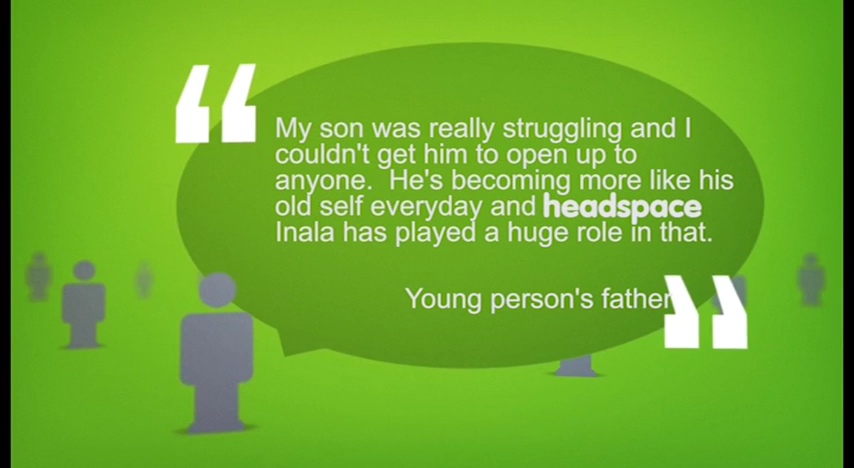 “
My son was really struggling and I
couldn't get him to open up to
anyone.  He's becoming more like his
old self everyday and headspace
Inala has played a huge role in that.
Young person's father
”